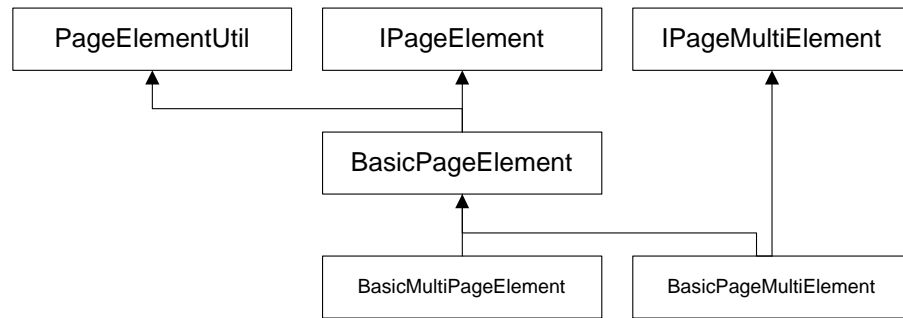 PageElementUtil
IPageElement
IPageMultiElement
BasicPageElement
BasicMultiPageElement
BasicPageMultiElement